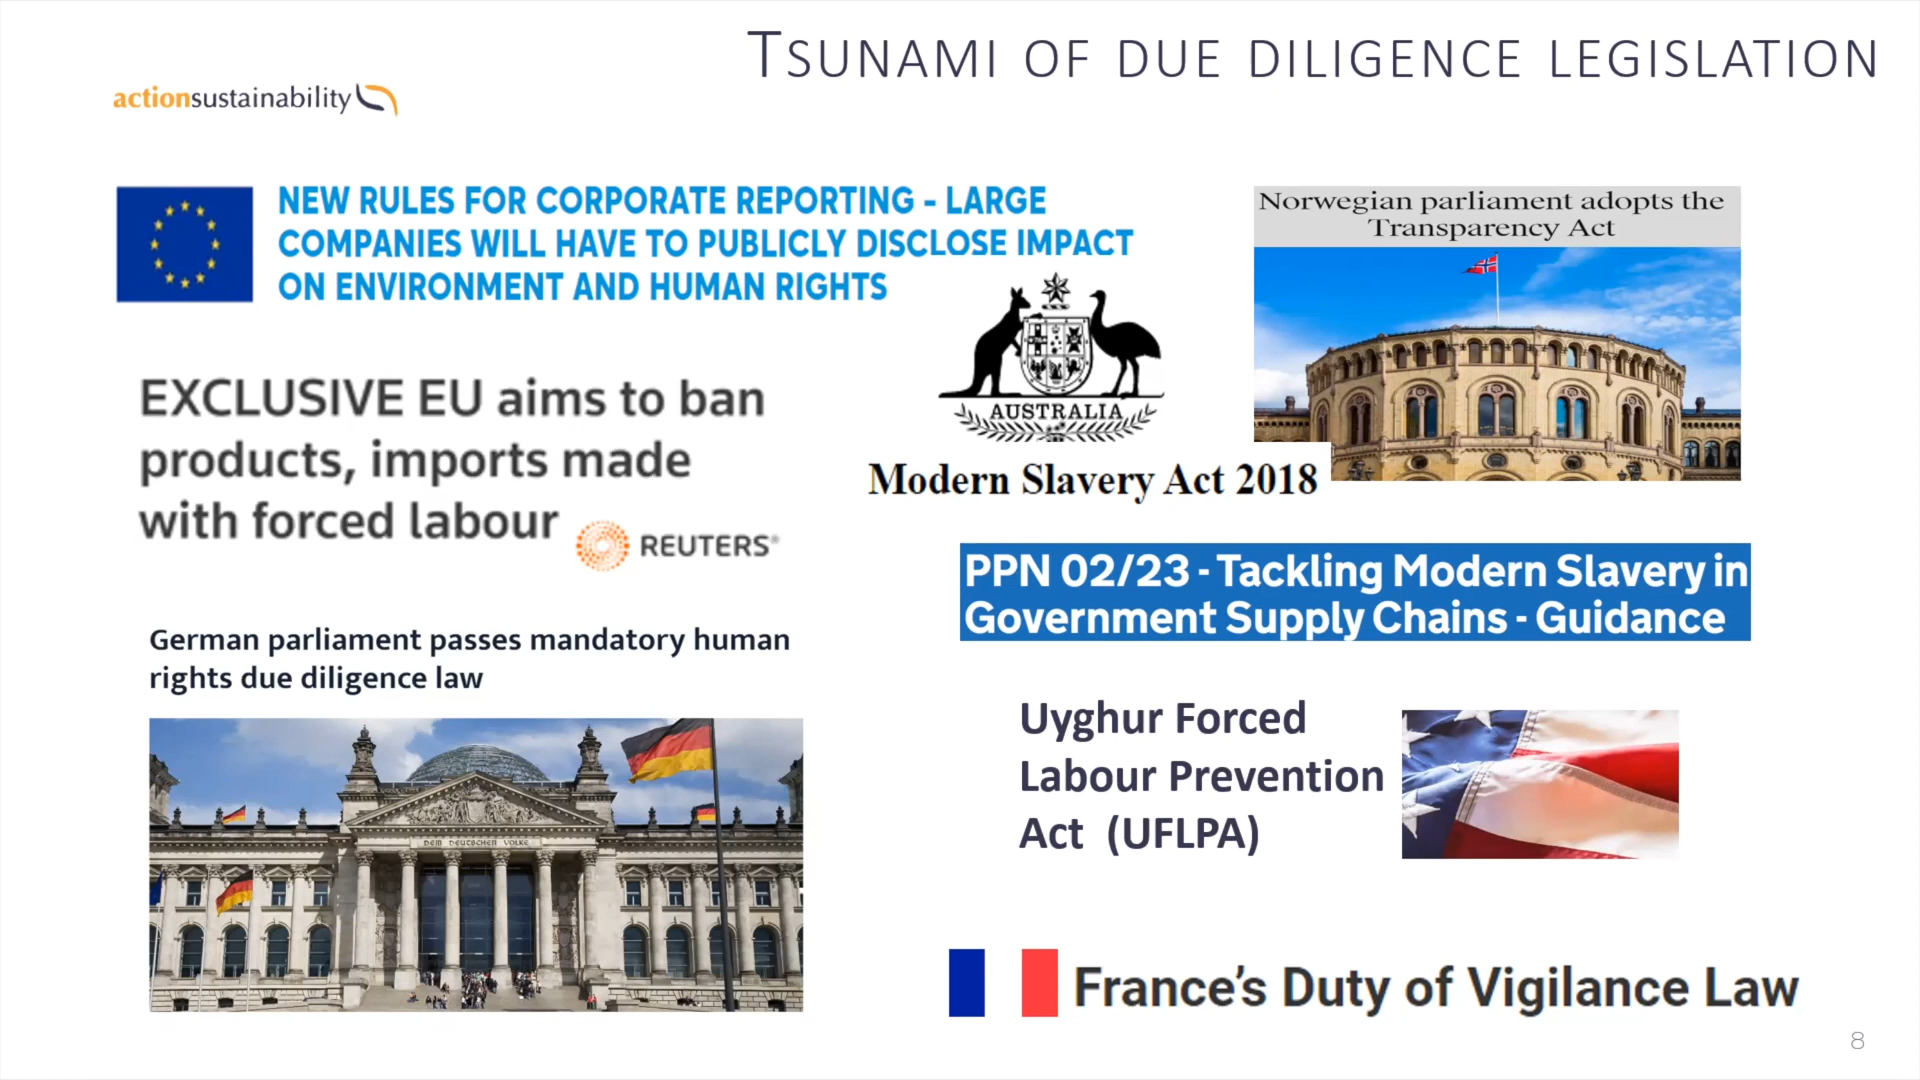 TSUNAMI OF DUE DILIGENCE LEGISLATION
actionsustainability
NEW RULES FOR CORPORATE REPORTING - LARGE
COMPANIES WILL HAVE TO PUBLICLY DISCLOSE IMPACT
ON ENVIRONMENT AND HUMAN RIGHTS
Norwegian parliament adopts the
Transparency Act
AUSTRALIA
Modern Slavery Act 2018
EXCLUSIVE EU aims to ban
products, imports made
with forced labour
REUTERS®
PPN 02/23 - Tackling Modern Slavery in
Government Supply Chains - Guidance
German parliament passes mandatory human
rights due diligence law
DEM DEUTSCHEN VOLKE
Uyghur Forced
Labour Prevention
Act (UFLPA)
France's Duty of Vigilance Law
8